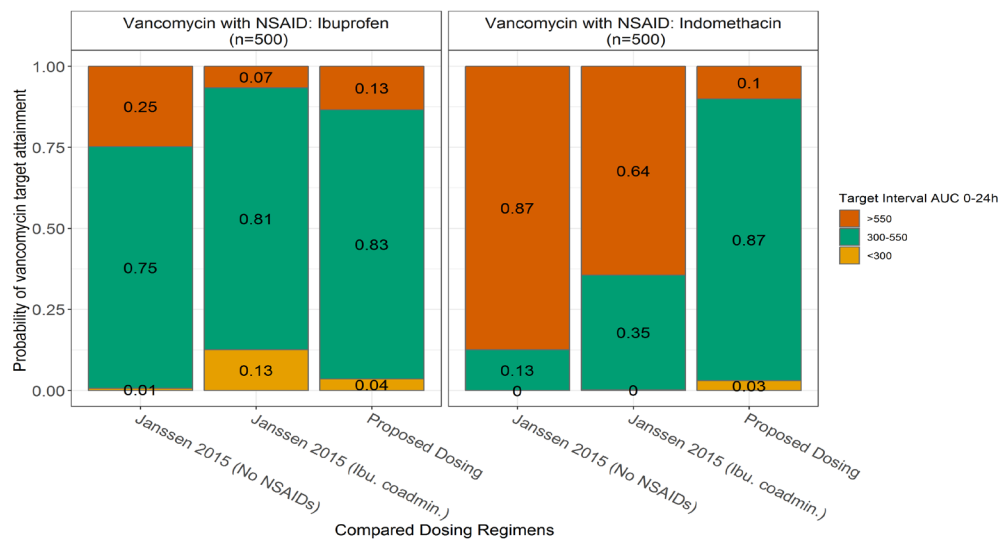 Vancomycin with NSAID: Ibuprofen
(n=500)
Vancomycin with NSAID: Indomethacin
(n=500)
Probability of vancomycin target attainment
1.00
0.75
0.50
0.25
0.00
0.25
0.75
0.01
0.07
0.81
0.13
0.13
0.83
0.04
0.87
0.13
0
0.64
0.35
0
0.1
0.87
0.03
Target Interval AUC 0-24h
>550
300-550
<300
Janssen 2015 (No NSAIDs)
Janssen 2015 (Ibu. coadmin.)
Proposed Dosing
Janssen 2015 (No NSAIDs)
Janssen 2015 (Ibu. coadmin.)
Proposed Dosing
Compared Dosing Regimens